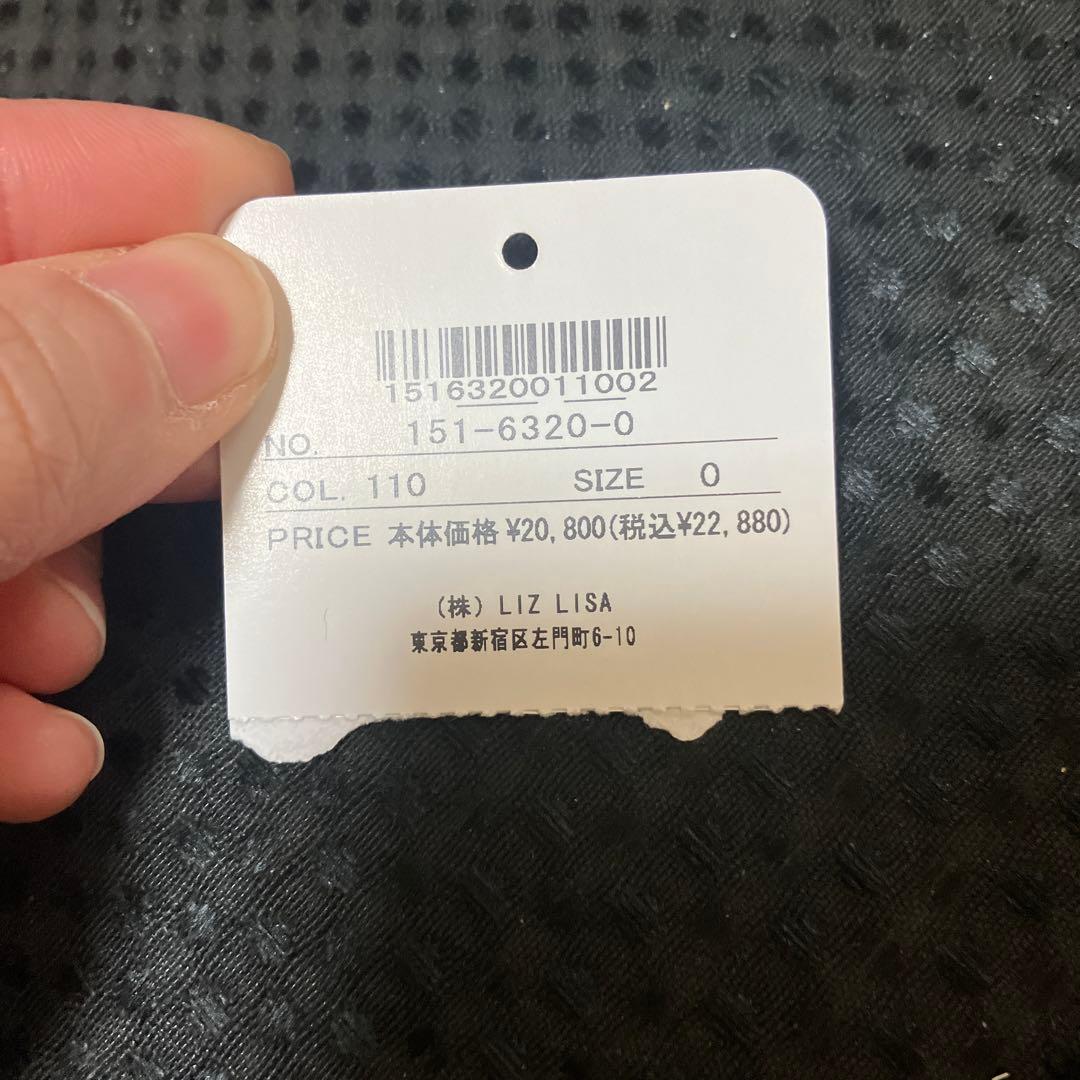 1516320011002
NO. 151-6320-0
COL. 110 SIZE 0
PRICE 本体価格 ¥20,800(税込¥22,880)
(株) LIZ LISA
東京都新宿区左門町6-10